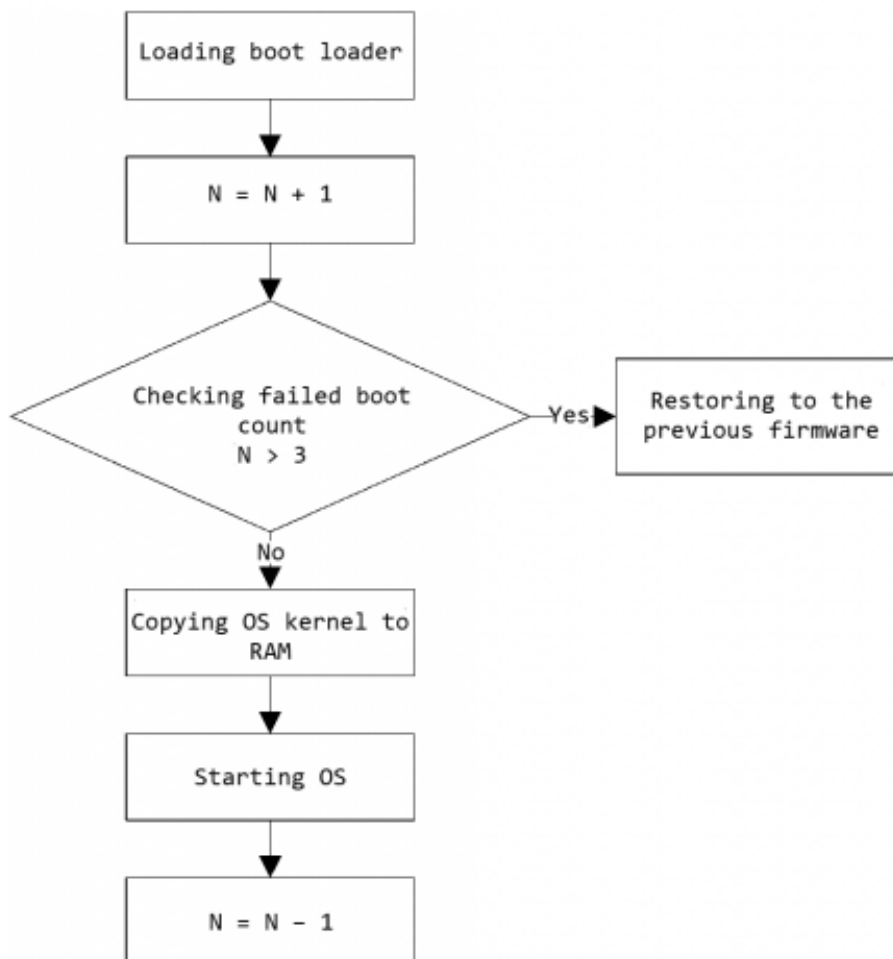 Loading boot loader
N = N + 1
Checking failed boot
count
N > 3
Yes
Restoring to the
previous firmware
No
Copying OS kernel to
RAM
Starting OS
N = N – 1